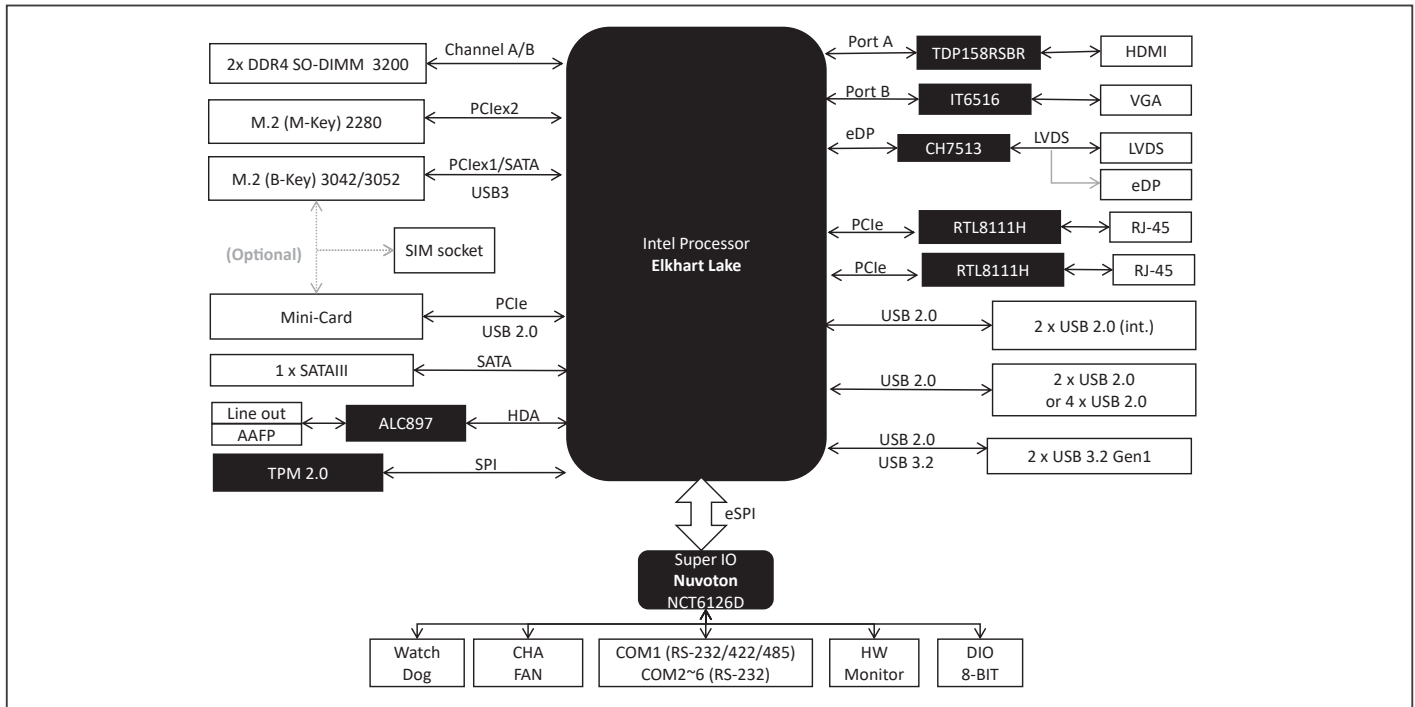 Channel A/B
2x DDR4 SO-DIMM 3200
PCIex2
M.2 (M-Key) 2280
PCIex1/SATA
M.2 (B-Key) 3042/3052
USB3
(Optional)
SIM socket
PCIe
Mini-Card
USB 2.0
SATA
1 x SATAIII
Line out
AAFP
ALC897
HDA
TPM 2.0
SPI
Intel Processor
Elkhart Lake
Port A
TDP158RSBR
HDMI
Port B
IT6516
VGA
eDP
CH7513
LVDS
LVDS
eDP
PCIe
RTL8111H
RJ-45
PCIe
RTL8111H
RJ-45
USB 2.0
2 x USB 2.0 (int.)
USB 2.0
2 x USB 2.0
or 4 x USB 2.0
USB 2.0
USB 3.2
2 x USB 3.2 Gen1
eSPI
Super IO
Nuvoton
NCT6126D
Watch
Dog
CHA
FAN
COM1 (RS-232/422/485)
COM2~6 (RS-232)
HW
Monitor
DIO
8-BIT